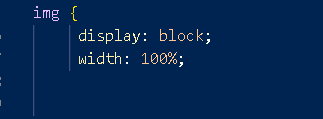 img {
display: block;
width: 100%;